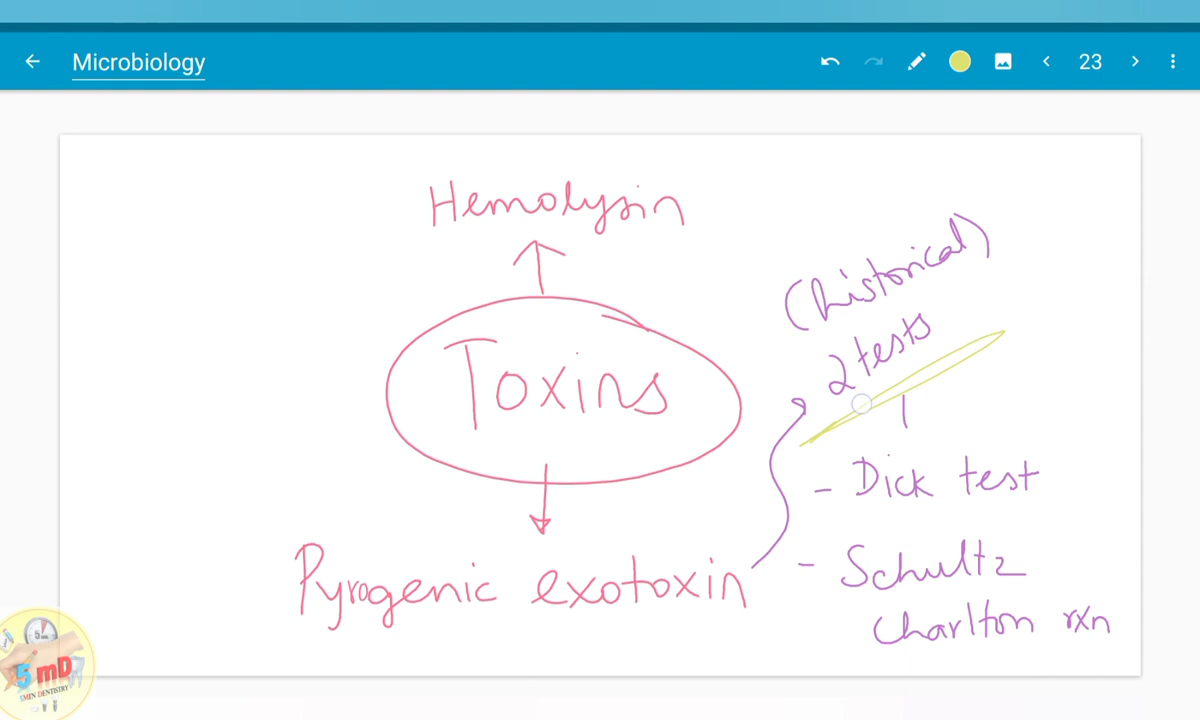 Microbiology
23
Hemolysin
(historical)
2 tests
Toxins
- Dick test
Pyrogenic exotoxin
- Schultz
Charlton rxn
5 min
5 mD
5MIN DENTISTRY